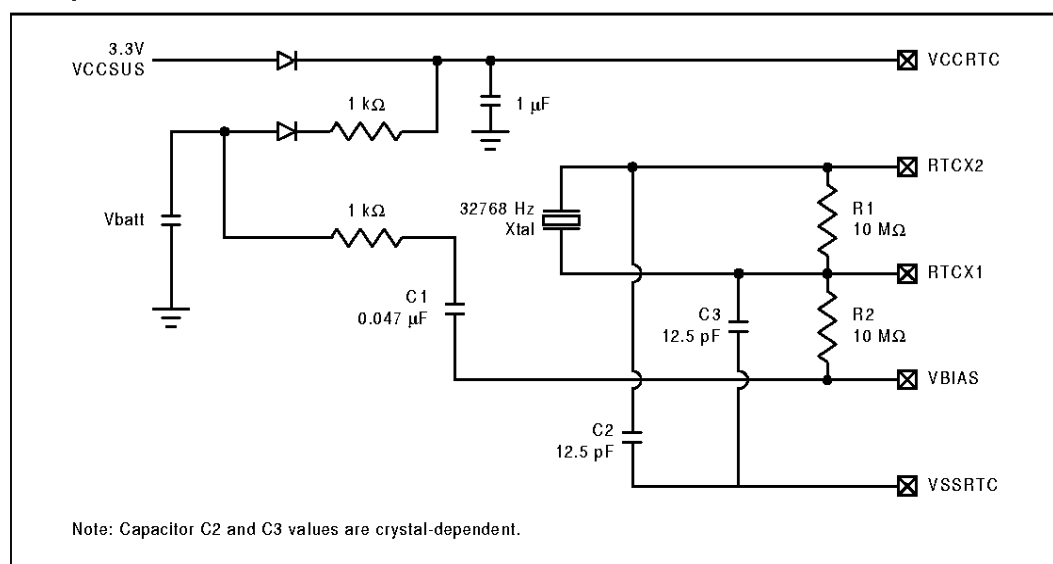 3.3V
VCCSUS
VCCRTC
1 kΩ
1 µF
RTCX2
Vbatt
1 kΩ
32768 Hz
Xtal
R1
10 MΩ
RTCX1
C1
0.047 µF
C3
12.5 pF
R2
10 MΩ
VBIAS
C2
12.5 pF
VSSRTC
Note: Capacitor C2 and C3 values are crystal-dependent.